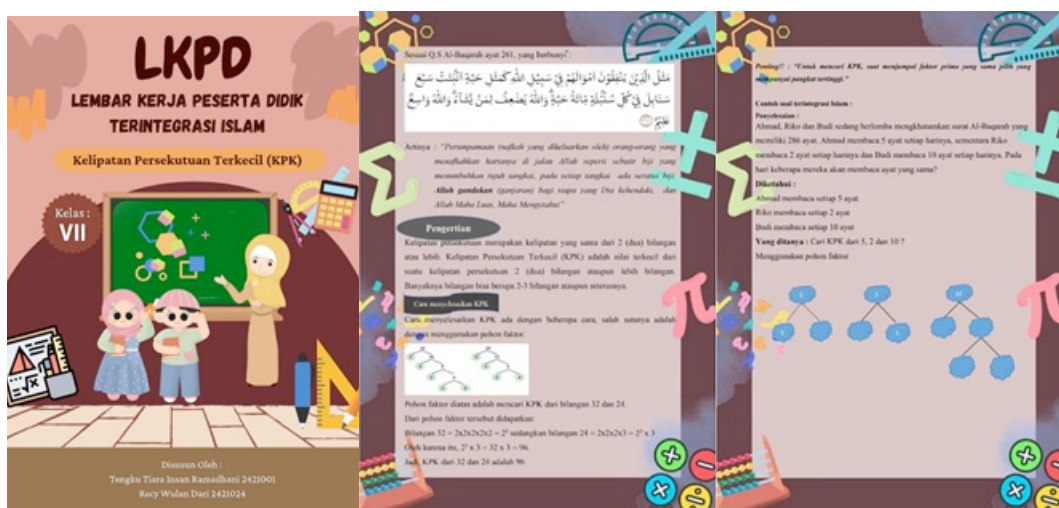 LKPD
LEMBAR KERJA PESERTA DIDIK
TERINTEGRASI ISLAM
Kelipatan Persekutuan Terkecil (KPK)
Kelas :
VII
Disusun Oleh :
Tengku Tiara Insan Ramadhani 2421001
Recy Wulan Dari 2421024
Sesuai Q.S Al-Baqarah ayat 261, yang berbunyi :
مَثَلُ الَّذِيْنَ يُنْفِقُوْنَ اَمْوَالَهُمْ فِيْ سَبِيْلِ اللّٰهِ كَمَثَلِ حَبَّةٍ اَنْۢبَتَتْ سَبْعَ
سَنَابِلَ فِيْ كُلِّ سُنْۢبُلَةٍ مِّائَةُ حَبَّةٍ ۗوَاللّٰهُ يُضٰعِفُ لِمَنْ يَّشَاۤءُ ۗوَاللّٰهُ وَاسِعٌ
عَلِيْمٌ
Artinya : "Perumpamaan (nafkah yang dikeluarkan oleh) orang-orang yang
menafkahkan hartanya di jalan Allah seperti sebutir biji yang
menumbuhkan tujuh tangkai, pada setiap tangkai ada seratus biji,
Allah gandakan (ganjaran) bagi siapa yang Dia kehendaki, dan
Allah Maha Luas, Maha Mengetahui"
Pengertian
Kelipatan persekutuan merupakan kelipatan yang sama dari 2 (dua) bilangan
atau lebih. Kelipatan Persekutuan Terkecil (KPK) adalah nilai terkecil dari
suatu kelipatan persekutuan 2 (dua) bilangan ataupun lebih bilangan.
Banyaknya bilangan bisa berupa 2-3 bilangan ataupun seterusnya.
Cara menyelesaikan KPK
Cara menyelesaikan KPK ada dengan beberapa cara, salah satunya adalah
dengan menggunakan pohon faktor.
Pohon faktor diatas adalah mencari KPK dari bilangan 32 dan 24.
Dari pohon faktor tersebut didapatkan:
Bilangan 32 = 2x2x2x2x2 = 2⁵ sedangkan bilangan 24 = 2x2x2x3 = 2³ x 3
Oleh karena itu, 2⁵ x 3 = 32 x 3 = 96.
Jadi, KPK dari 32 dan 24 adalah 96
Penting!! : "Untuk mencari KPK, saat menjumpai faktor prima yang sama pilih yang
mempunyai pangkat tertinggi."
Contoh soal terintegrasi Islam :
Penyelesaian :
Ahmad, Riko dan Budi sedang berlomba mengkhatamkan surat Al-Baqarah yang
memiliki 286 ayat. Ahmad membaca 5 ayat setiap harinya, sementara Riko
membaca 2 ayat setiap harinya dan Budi membaca 10 ayat setiap harinya. Pada
hari keberapa mereka akan membaca ayat yang sama?
Diketahui :
Ahmad membaca setiap 5 ayat
Riko membaca setiap 2 ayat
Budi membaca setiap 10 ayat
Yang ditanya : Cari KPK dari 5, 2 dan 10 ?
Menggunakan pohon faktor
10